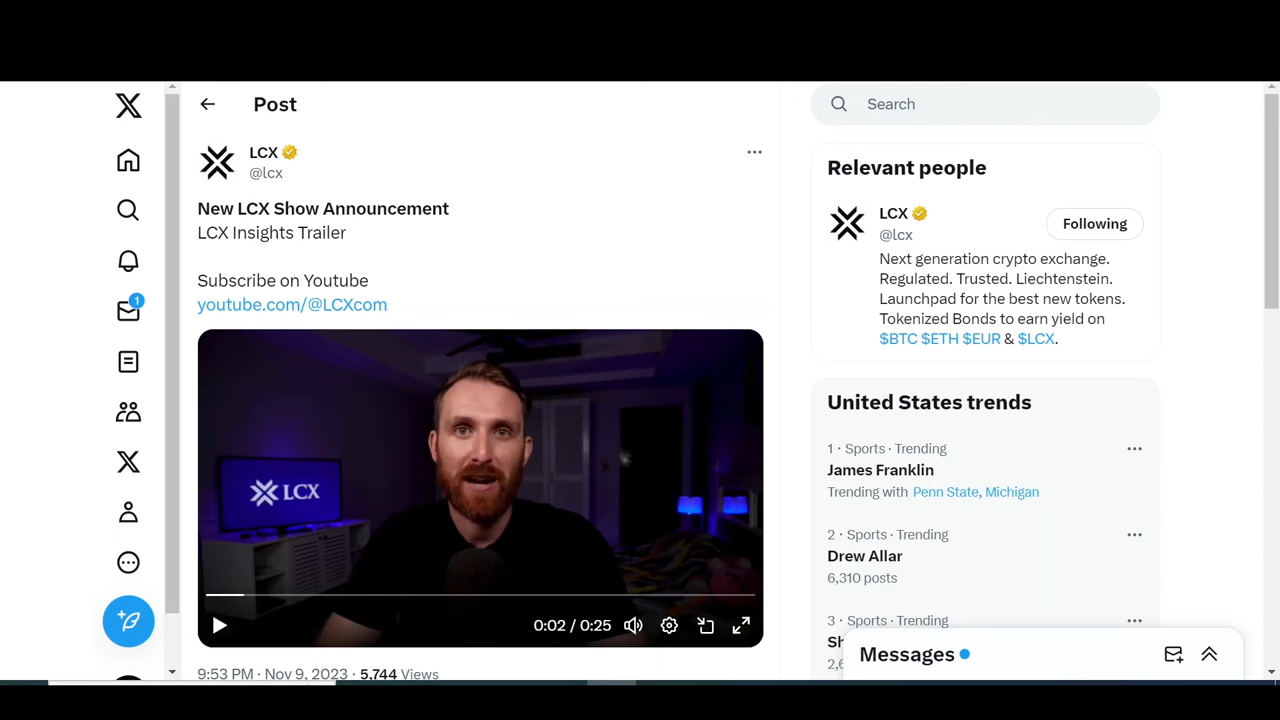 Post
Search
LCX
@lcx
New LCX Show Announcement
LCX Insights Trailer
Subscribe on Youtube
youtube.com/@LCXcom
LCX
0:02 / 0:25
9:53 PM · Nov 9, 2023 · 5,744 Views
1
Relevant people
LCX
@lcx
Following
Next generation crypto exchange.
Regulated. Trusted. Liechtenstein.
Launchpad for the best new tokens.
Tokenized Bonds to earn yield on
$BTC $ETH $EUR & $LCX.
United States trends
1 · Sports · Trending
James Franklin
Trending with Penn State, Michigan
2 · Sports · Trending
Drew Allar
6,310 posts
3 · Sports · Trending
Messages